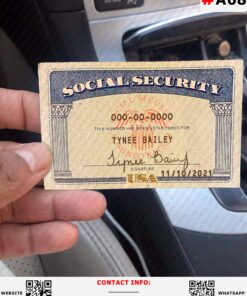 SOCIAL SECURITY
000-00-0000
THIS NUMBER HAS BEEN ESTABLISHED FOR
TYNEE BAILEY
SIGNATURE
USA 11/10/2021
CONTACT INFO:
WEBSITE WHATSAPP